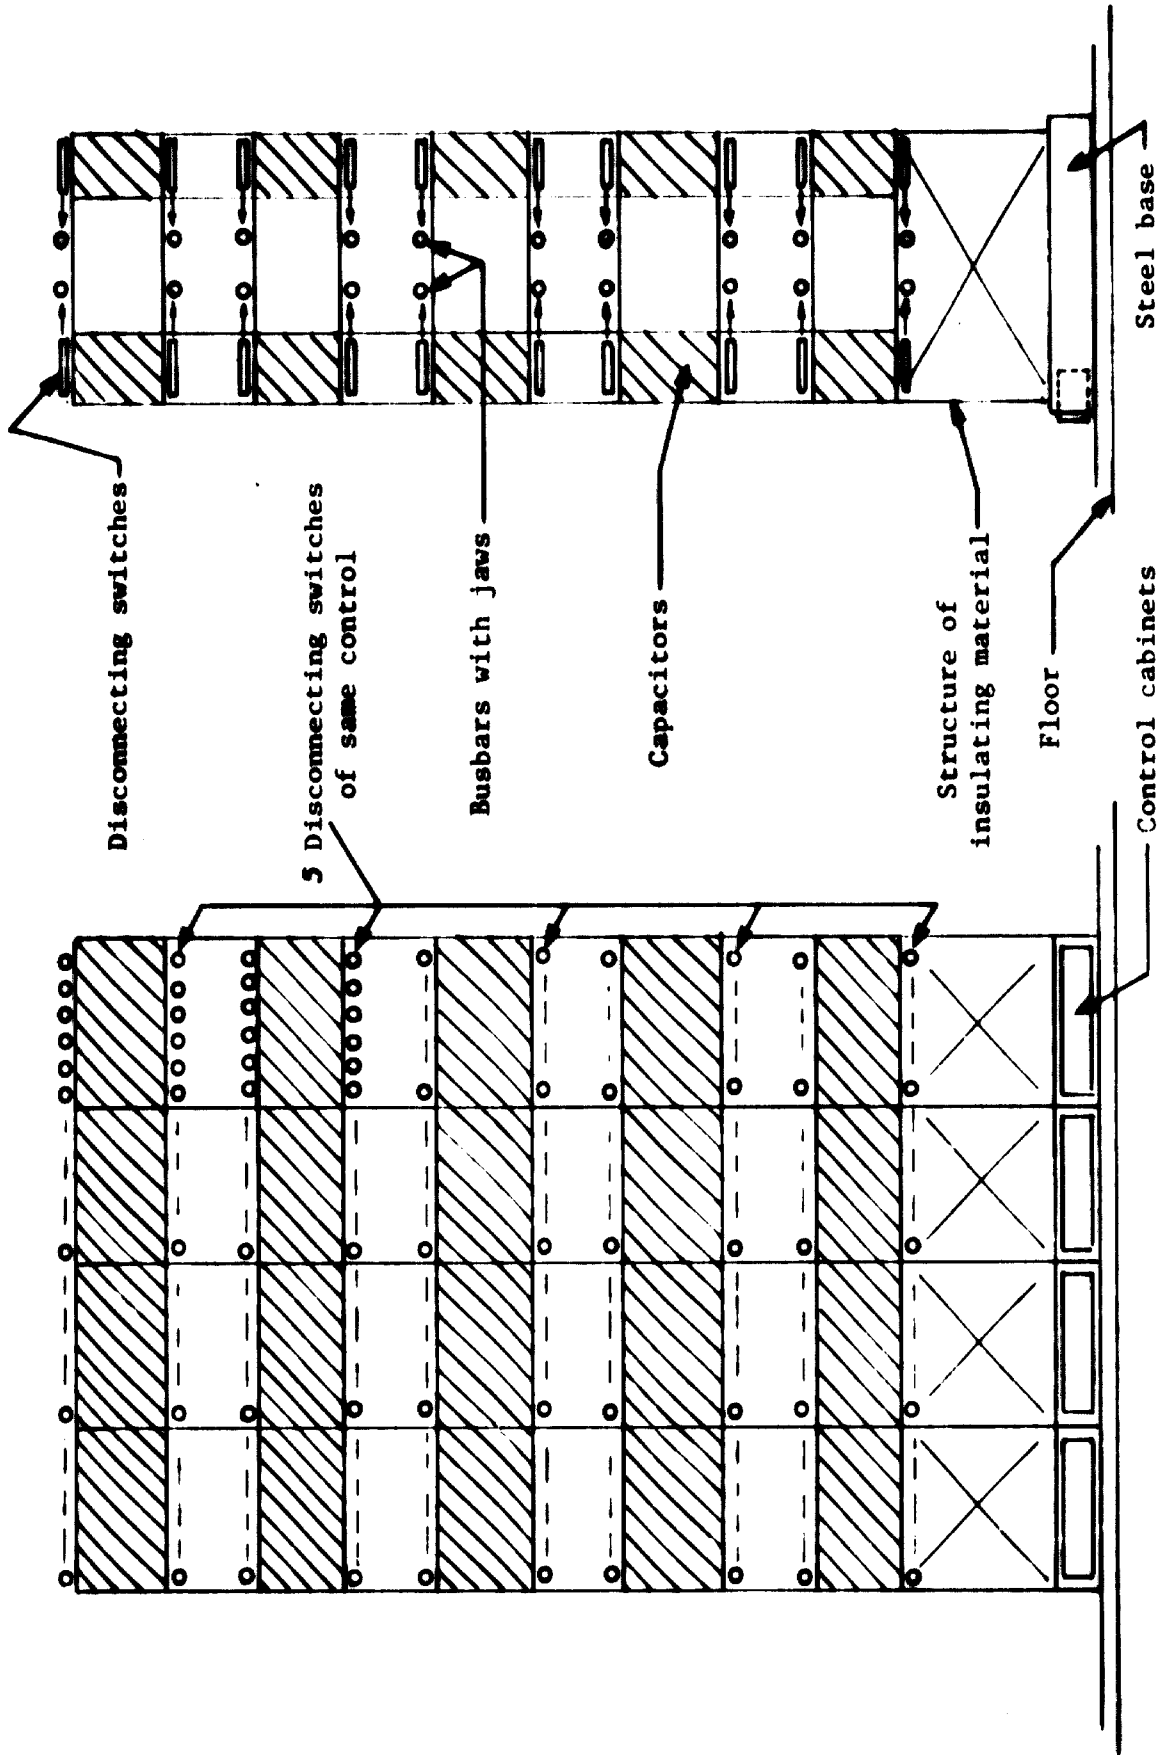 Disconnecting switches
5 Disconnecting switches
of same control
Busbars with jaws
Capacitors
Structure of
insulating material
Floor
Steel base
Control cabinets